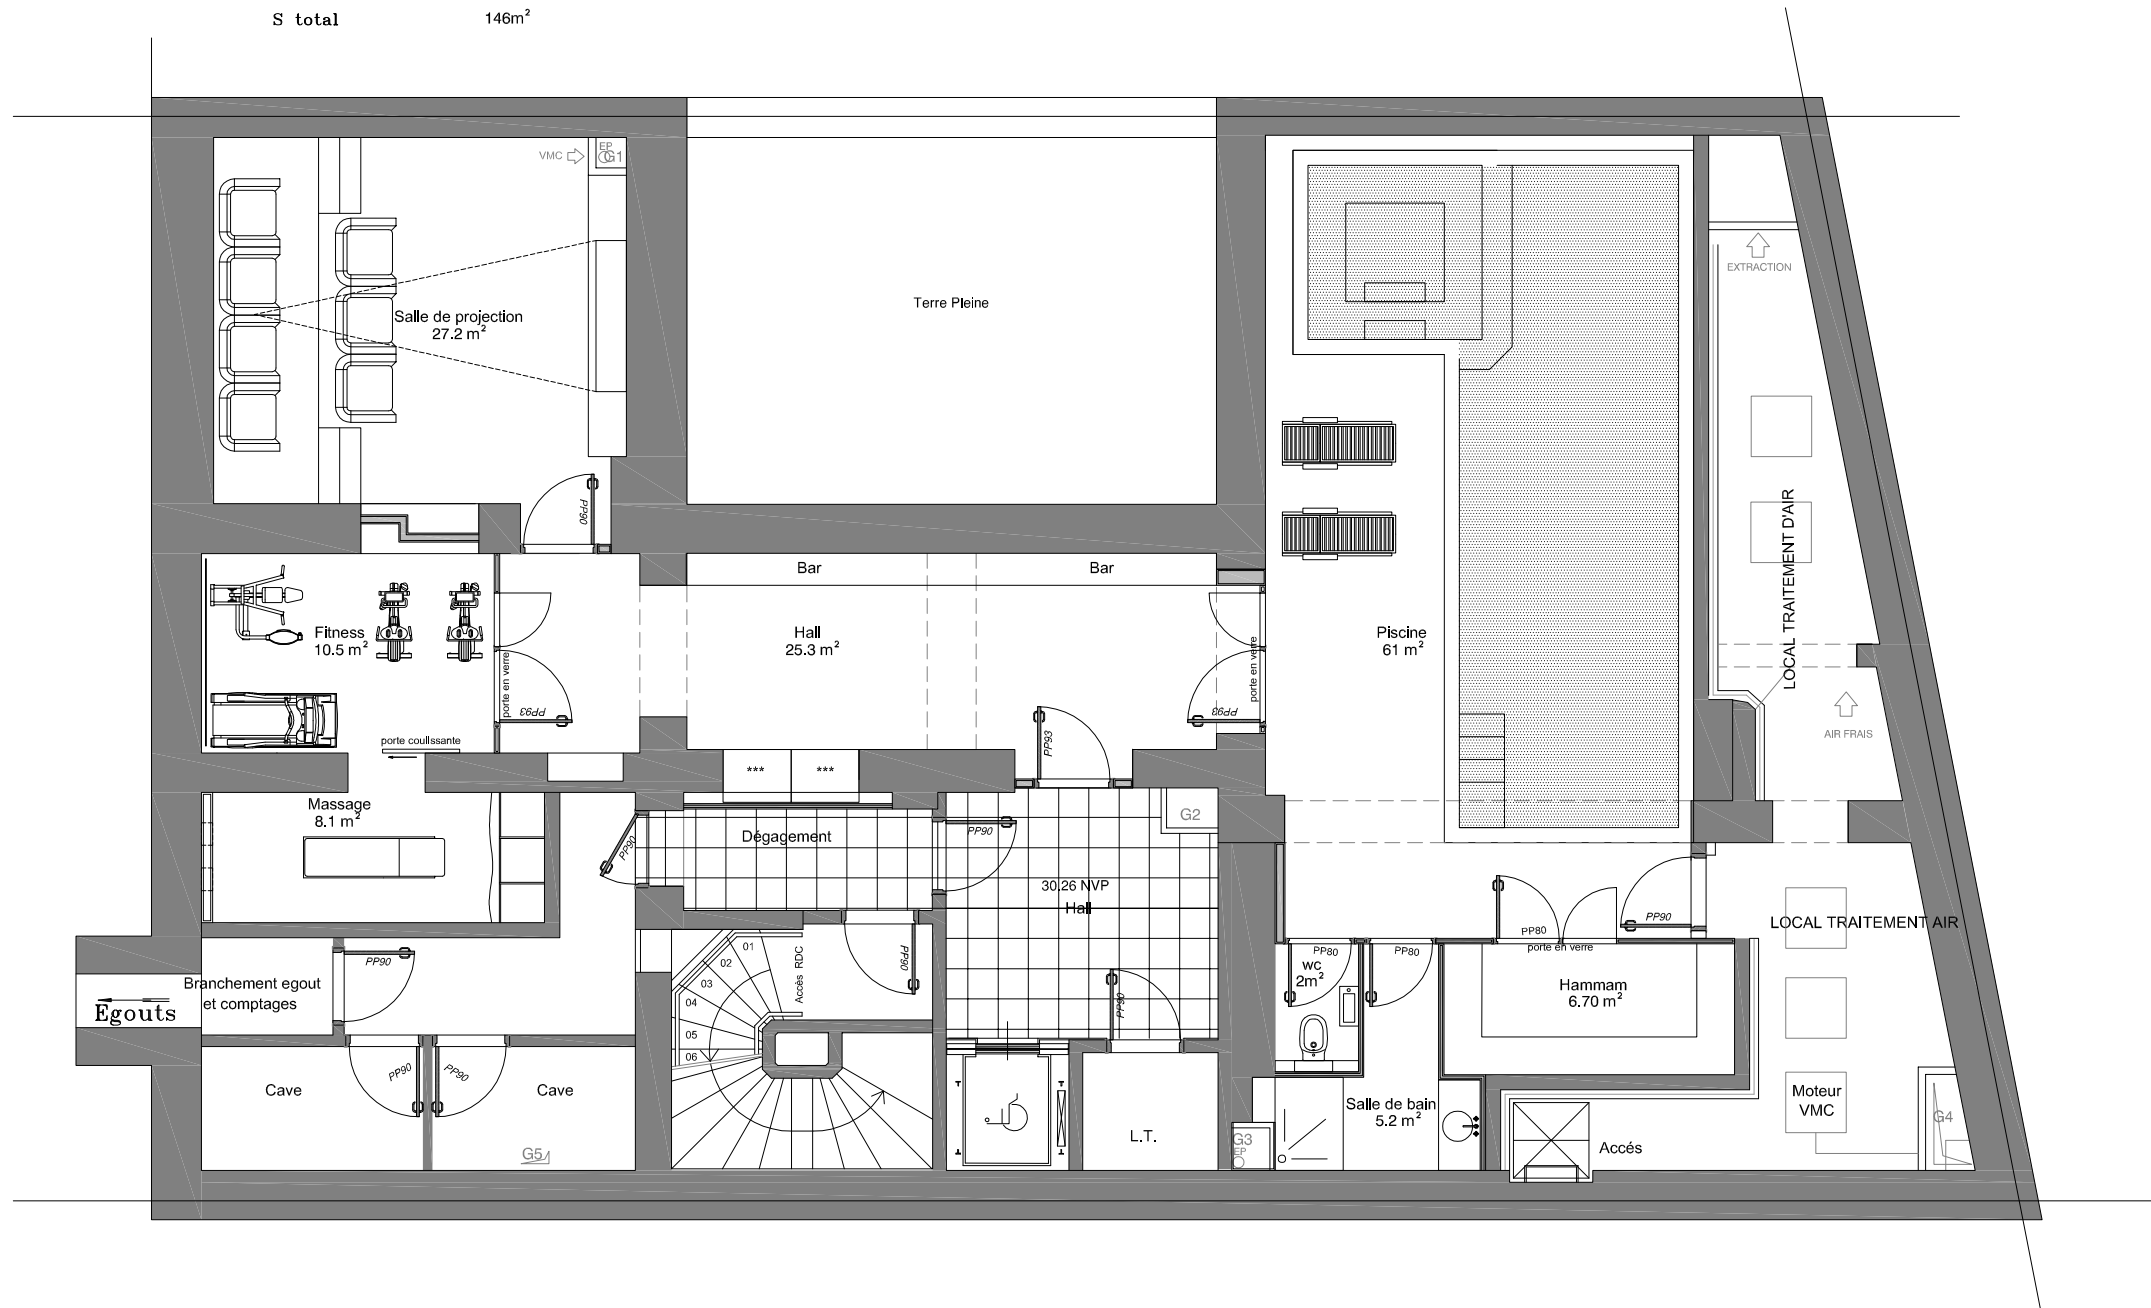 S total 146m²
VMC
EP
G1
EXTRACTION
Terre Pleine
Salle de projection
27.2 m²
PP90
LOCAL TRAITEMENT D'AIR
Bar
Bar
Fitness
10.5 m²
porte en verre
PP93
Hall
25.3 m²
porte en verre
PP93
Piscine
61 m²
PP93
AIR FRAIS
porte coulissante
***
***
Massage
8.1 m²
G2
Dégagement
PP90
PP90
30.26 NVP
Hall
PP90
LOCAL TRAITEMENT AIR
PP80
porte en verre
01
02
03
04
05
06
Accès RDC
PP90
PP90
PP80
PP80
wc
2m²
Branchement egout
et comptages
Egouts
PP90
Hammam
6.70 m²
Cave
PP90
PP90
Cave
Moteur
VMC
Salle de bain
5.2 m²
G4
L.T.
G3
EP
Accés
G5